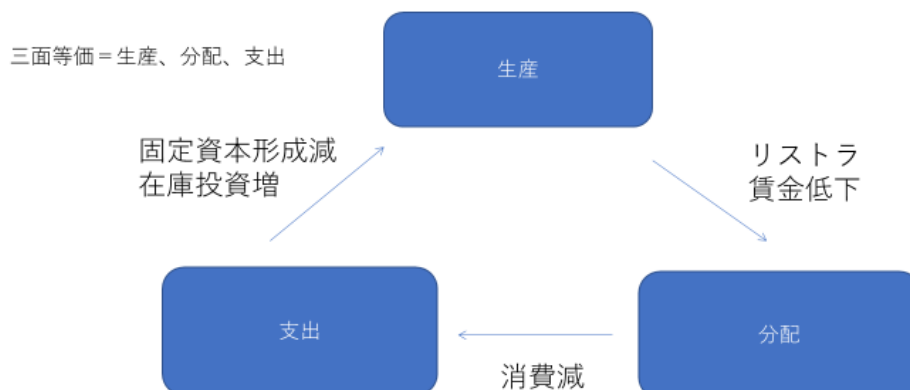 三面等価＝生産、分配、支出
生産
固定資本形成減
在庫投資増
リストラ
賃金低下
支出
分配
消費減